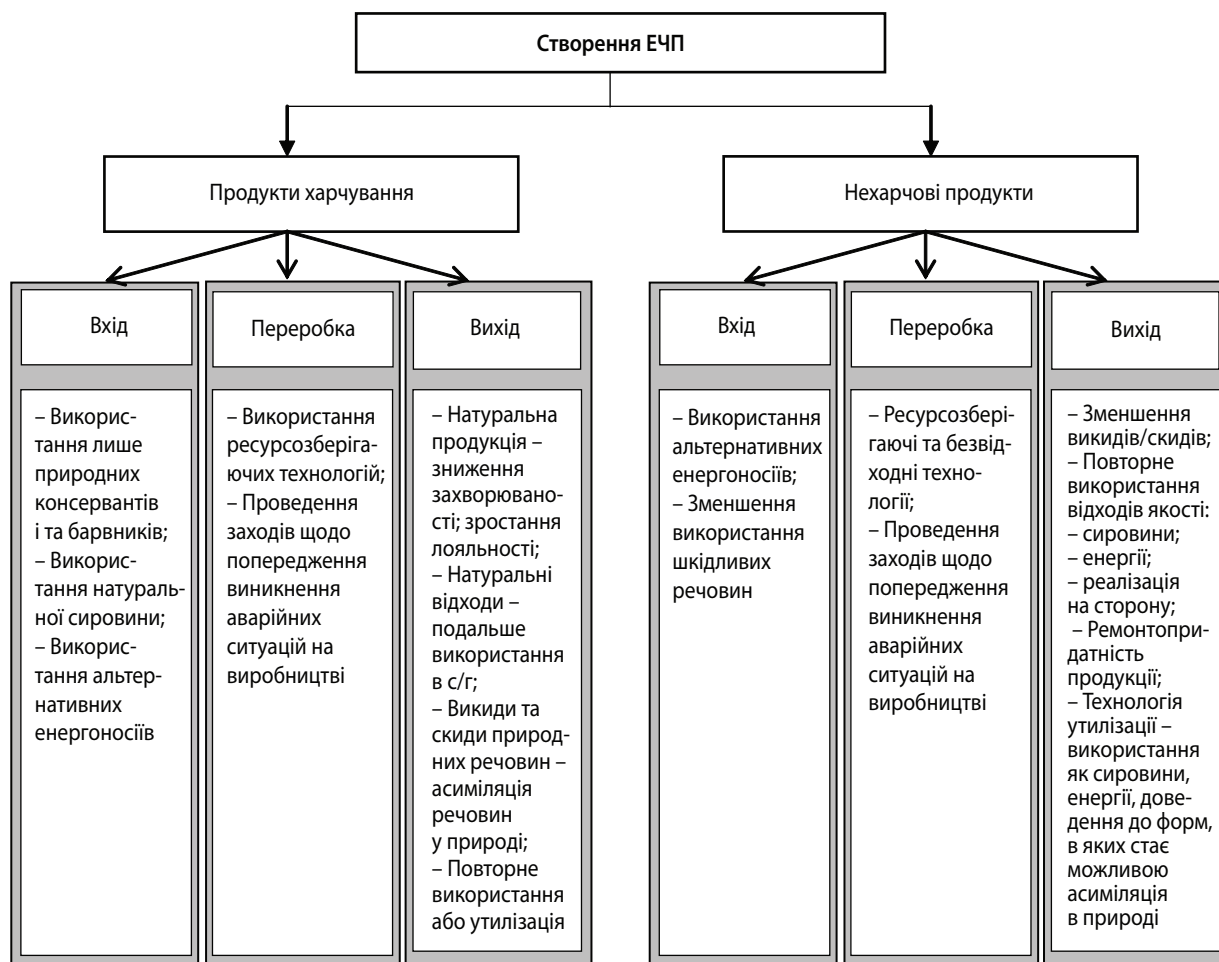 Створення ЕЧП
Продукти харчування
Нехарчові продукти
Вхід
Переробка
Вихід
Вхід
Переробка
Вихід
– Викорис-
тання лише
природних
консервантів
і та барвників;
– Викорис-
тання натураль-
ної сировини;
– Викорис-
тання альтер-
нативних
енергоносіїв
– Використання
ресурсозберіга-
ючих технологій;
– Проведення
заходів щодо
попередження
виникнення
аварійних
ситуацій на
виробництві
– Натуральна
продукція –
зниження
захворювано-
сті; зростання
лояльності;
– Натуральні
відходи –
подальше
використання
в с/г;
– Викиди та
скиди природ-
них речовин –
асиміляція
речовин
у природі;
– Повторне
використання
або утилізація
– Використання
альтернативних
енергоносіїв;
– Зменшення
використання
шкідливих
речовин
– Ресурсозбері-
гаючі та безвід-
ходні техно-
логії;
– Проведення
заходів щодо
попередження
виникнення
аварійних
ситуацій на
виробництві
– Зменшення
викидів/скидів;
– Повторне
використання
відходів якості:
– сировини;
– енергії;
– реалізація
на сторону;
– Ремонтопри-
датність
продукції;
– Технологія
утилізації –
використання
як сировини,
енергії, дове-
дення до форм,
в яких стає
можливою
асиміляція
в природі